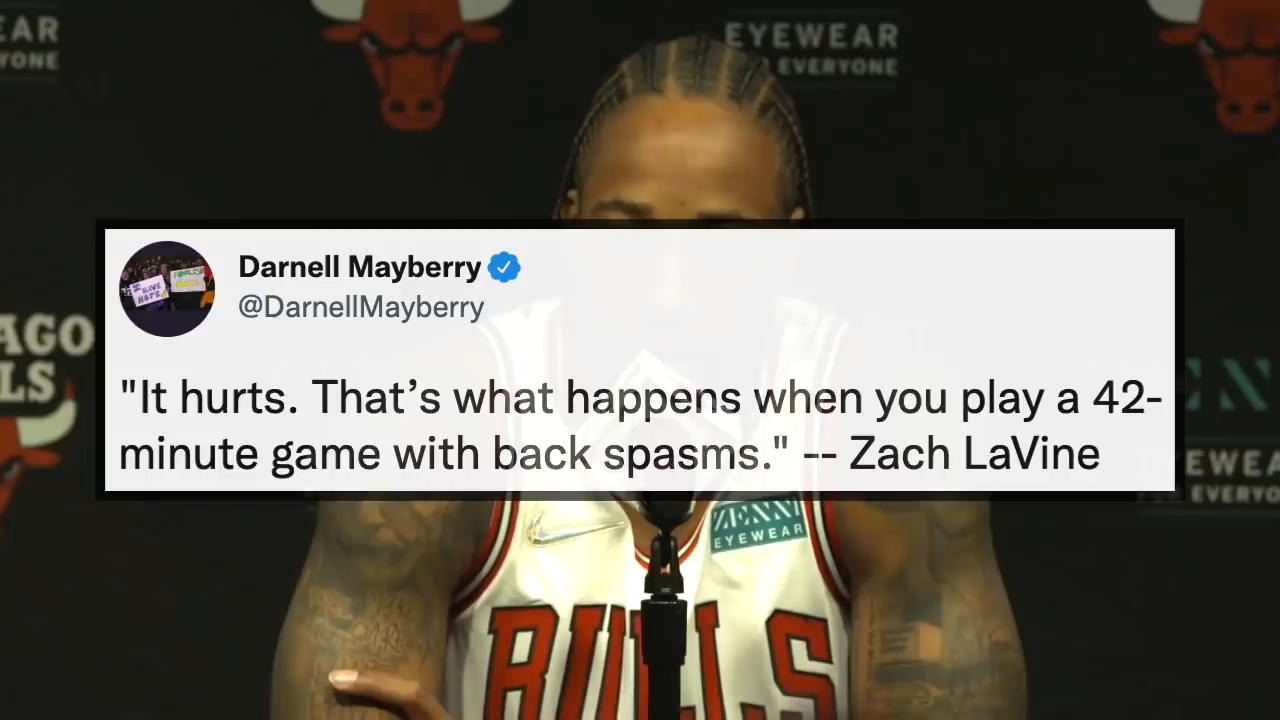 EYEWEAR
EVERYONE
Darnell Mayberry
@DarnellMayberry
"It hurts. That’s what happens when you play a 42-
minute game with back spasms." -- Zach LaVine
ZENNI
EYEWEAR
BULLS